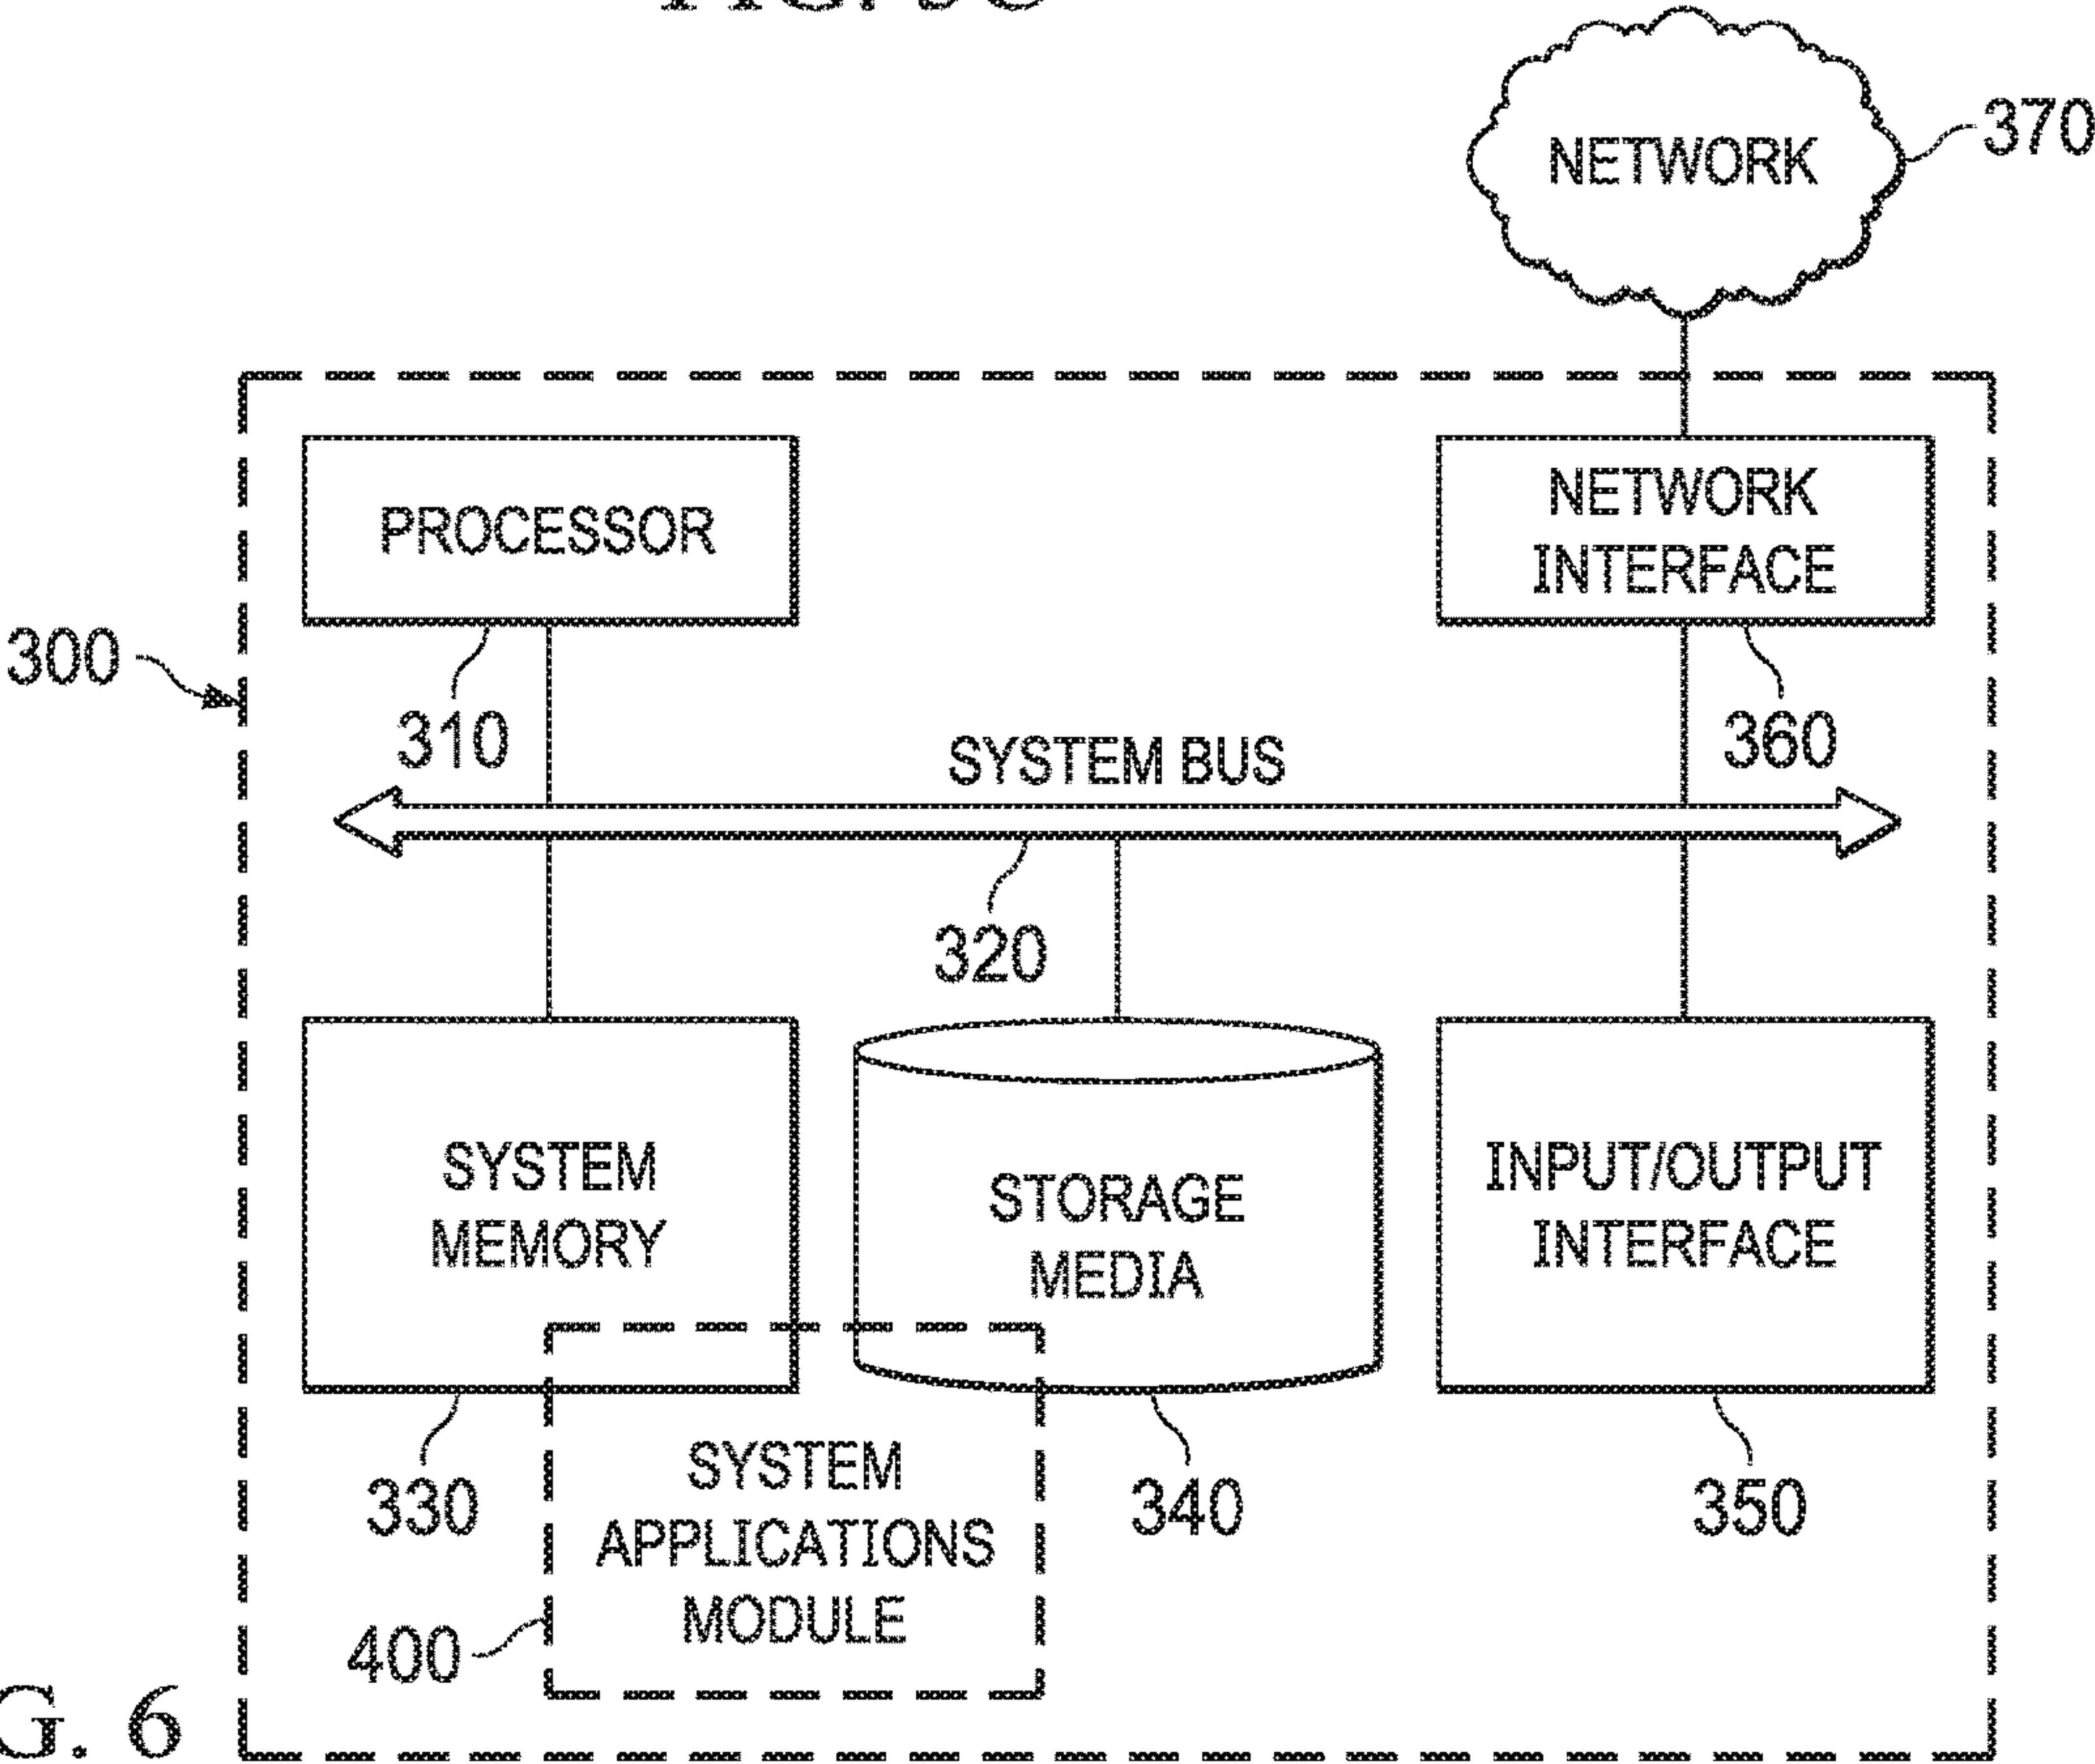 NETWORK
370
PROCESSOR
NETWORK
INTERFACE
300
310
360
SYSTEM BUS
320
SYSTEM
MEMORY
STORAGE
MEDIA
INPUT/OUTPUT
INTERFACE
330
SYSTEM
APPLICATIONS
MODULE
340
350
400
G. 6